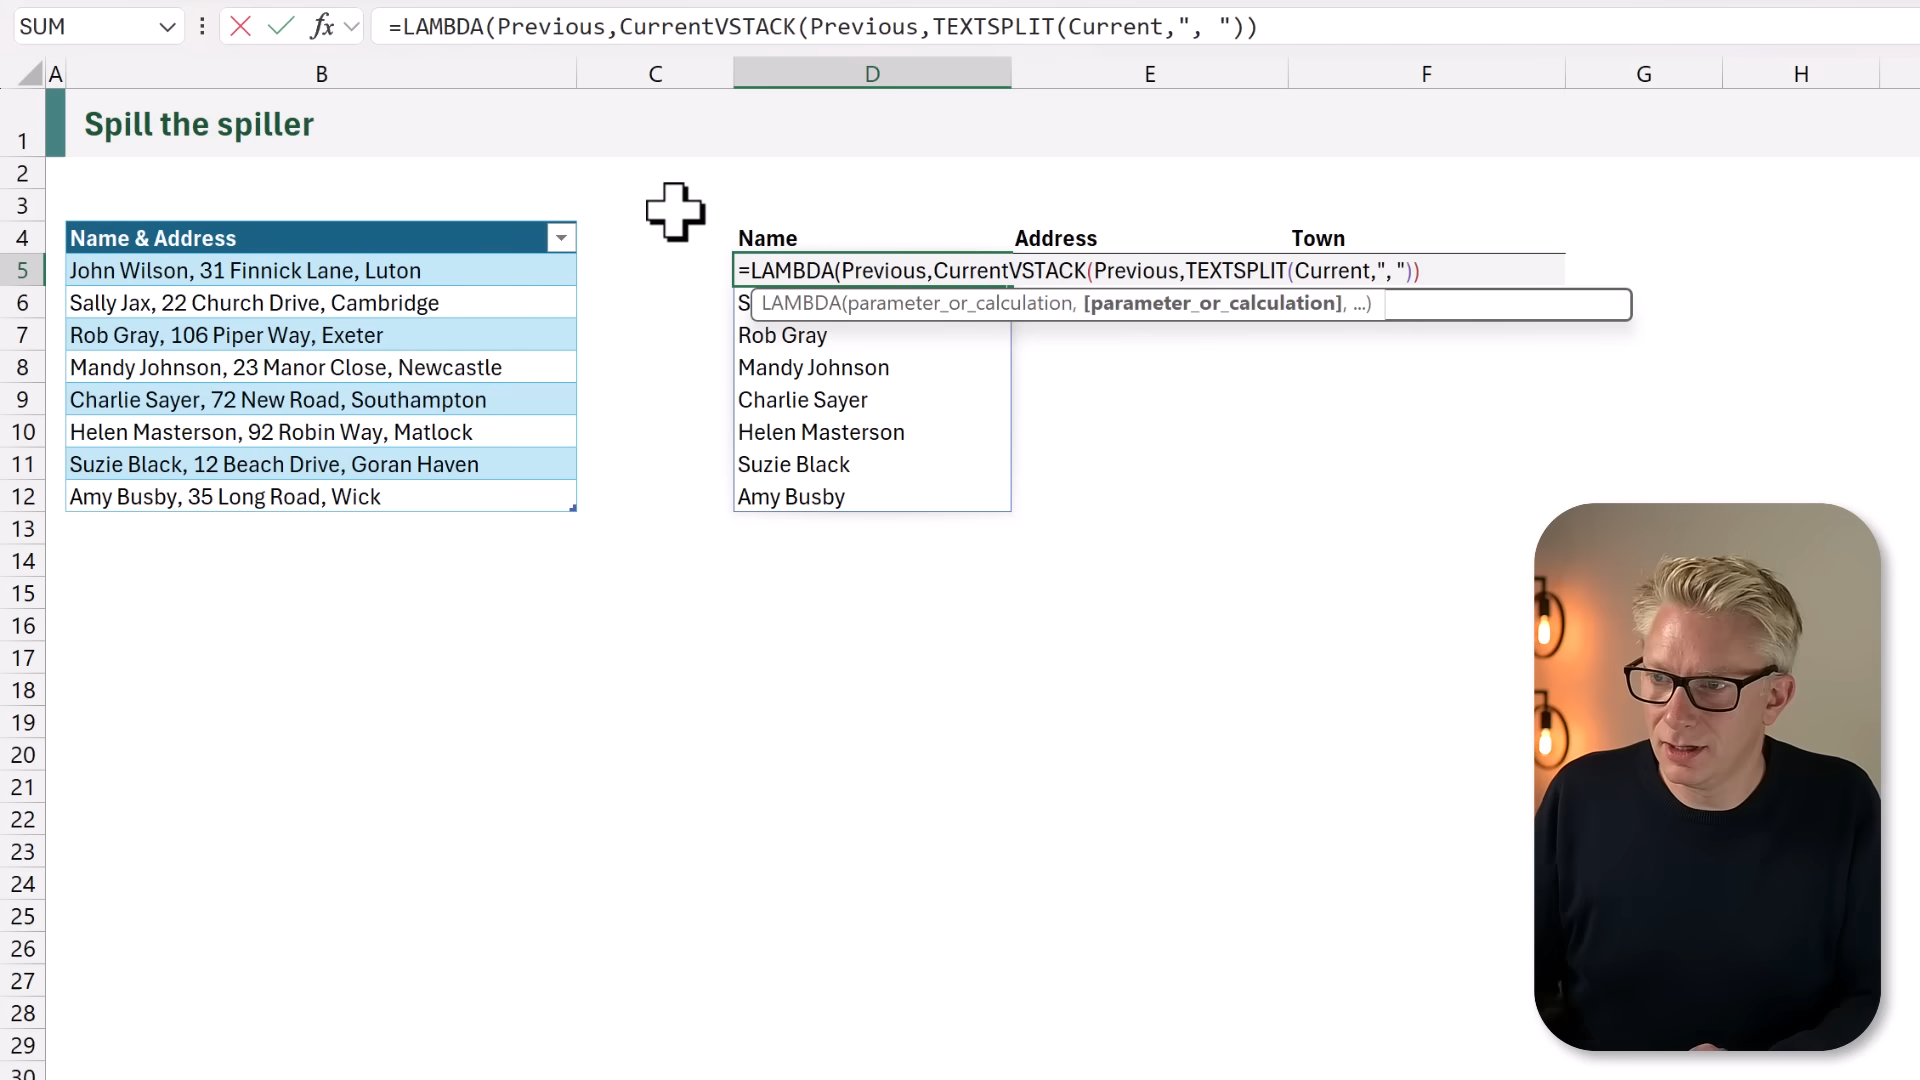 SUM
fx
=LAMBDA(Previous,CurrentVSTACK(Previous,TEXTSPLIT(Current,", "))
A B C D E F G H
1 Spill the spiller
2
3
4 Name & Address Name Address Town
5 John Wilson, 31 Finnick Lane, Luton =LAMBDA(Previous,CurrentVSTACK(Previous,TEXTSPLIT(Current,", "))
6 Sally Jax, 22 Church Drive, Cambridge S LAMBDA(parameter_or_calculation, [parameter_or_calculation], ...)
7 Rob Gray, 106 Piper Way, Exeter Rob Gray
8 Mandy Johnson, 23 Manor Close, Newcastle Mandy Johnson
9 Charlie Sayer, 72 New Road, Southampton Charlie Sayer
10 Helen Masterson, 92 Robin Way, Matlock Helen Masterson
11 Suzie Black, 12 Beach Drive, Goran Haven Suzie Black
12 Amy Busby, 35 Long Road, Wick Amy Busby
13
14
15
16
17
18
19
20
21
22
23
24
25
26
27
28
29
30